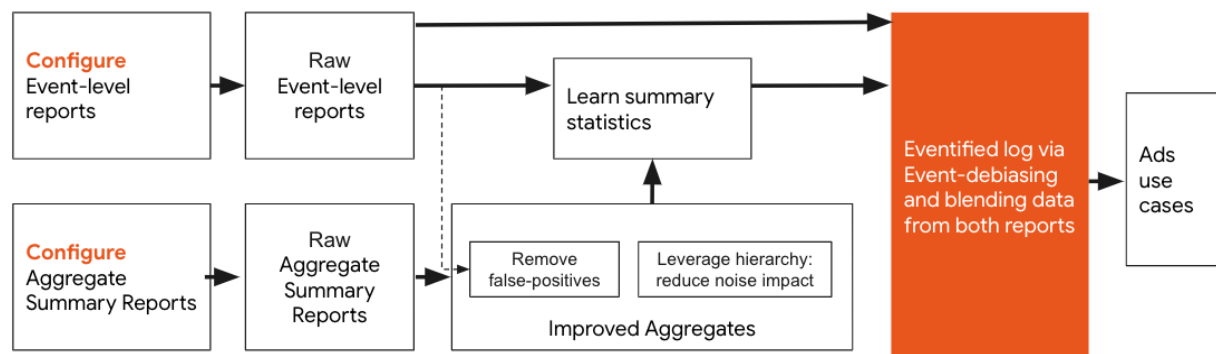 Configure
Event-level
reports
Raw
Event-level
reports
Learn summary
statistics
Configure
Aggregate
Summary Reports
Raw
Aggregate
Summary
Reports
Remove
false-positives
Leverage hierarchy:
reduce noise impact
Improved Aggregates
Eventified log via
Event-debiasing
and blending data
from both reports
Ads
use
cases